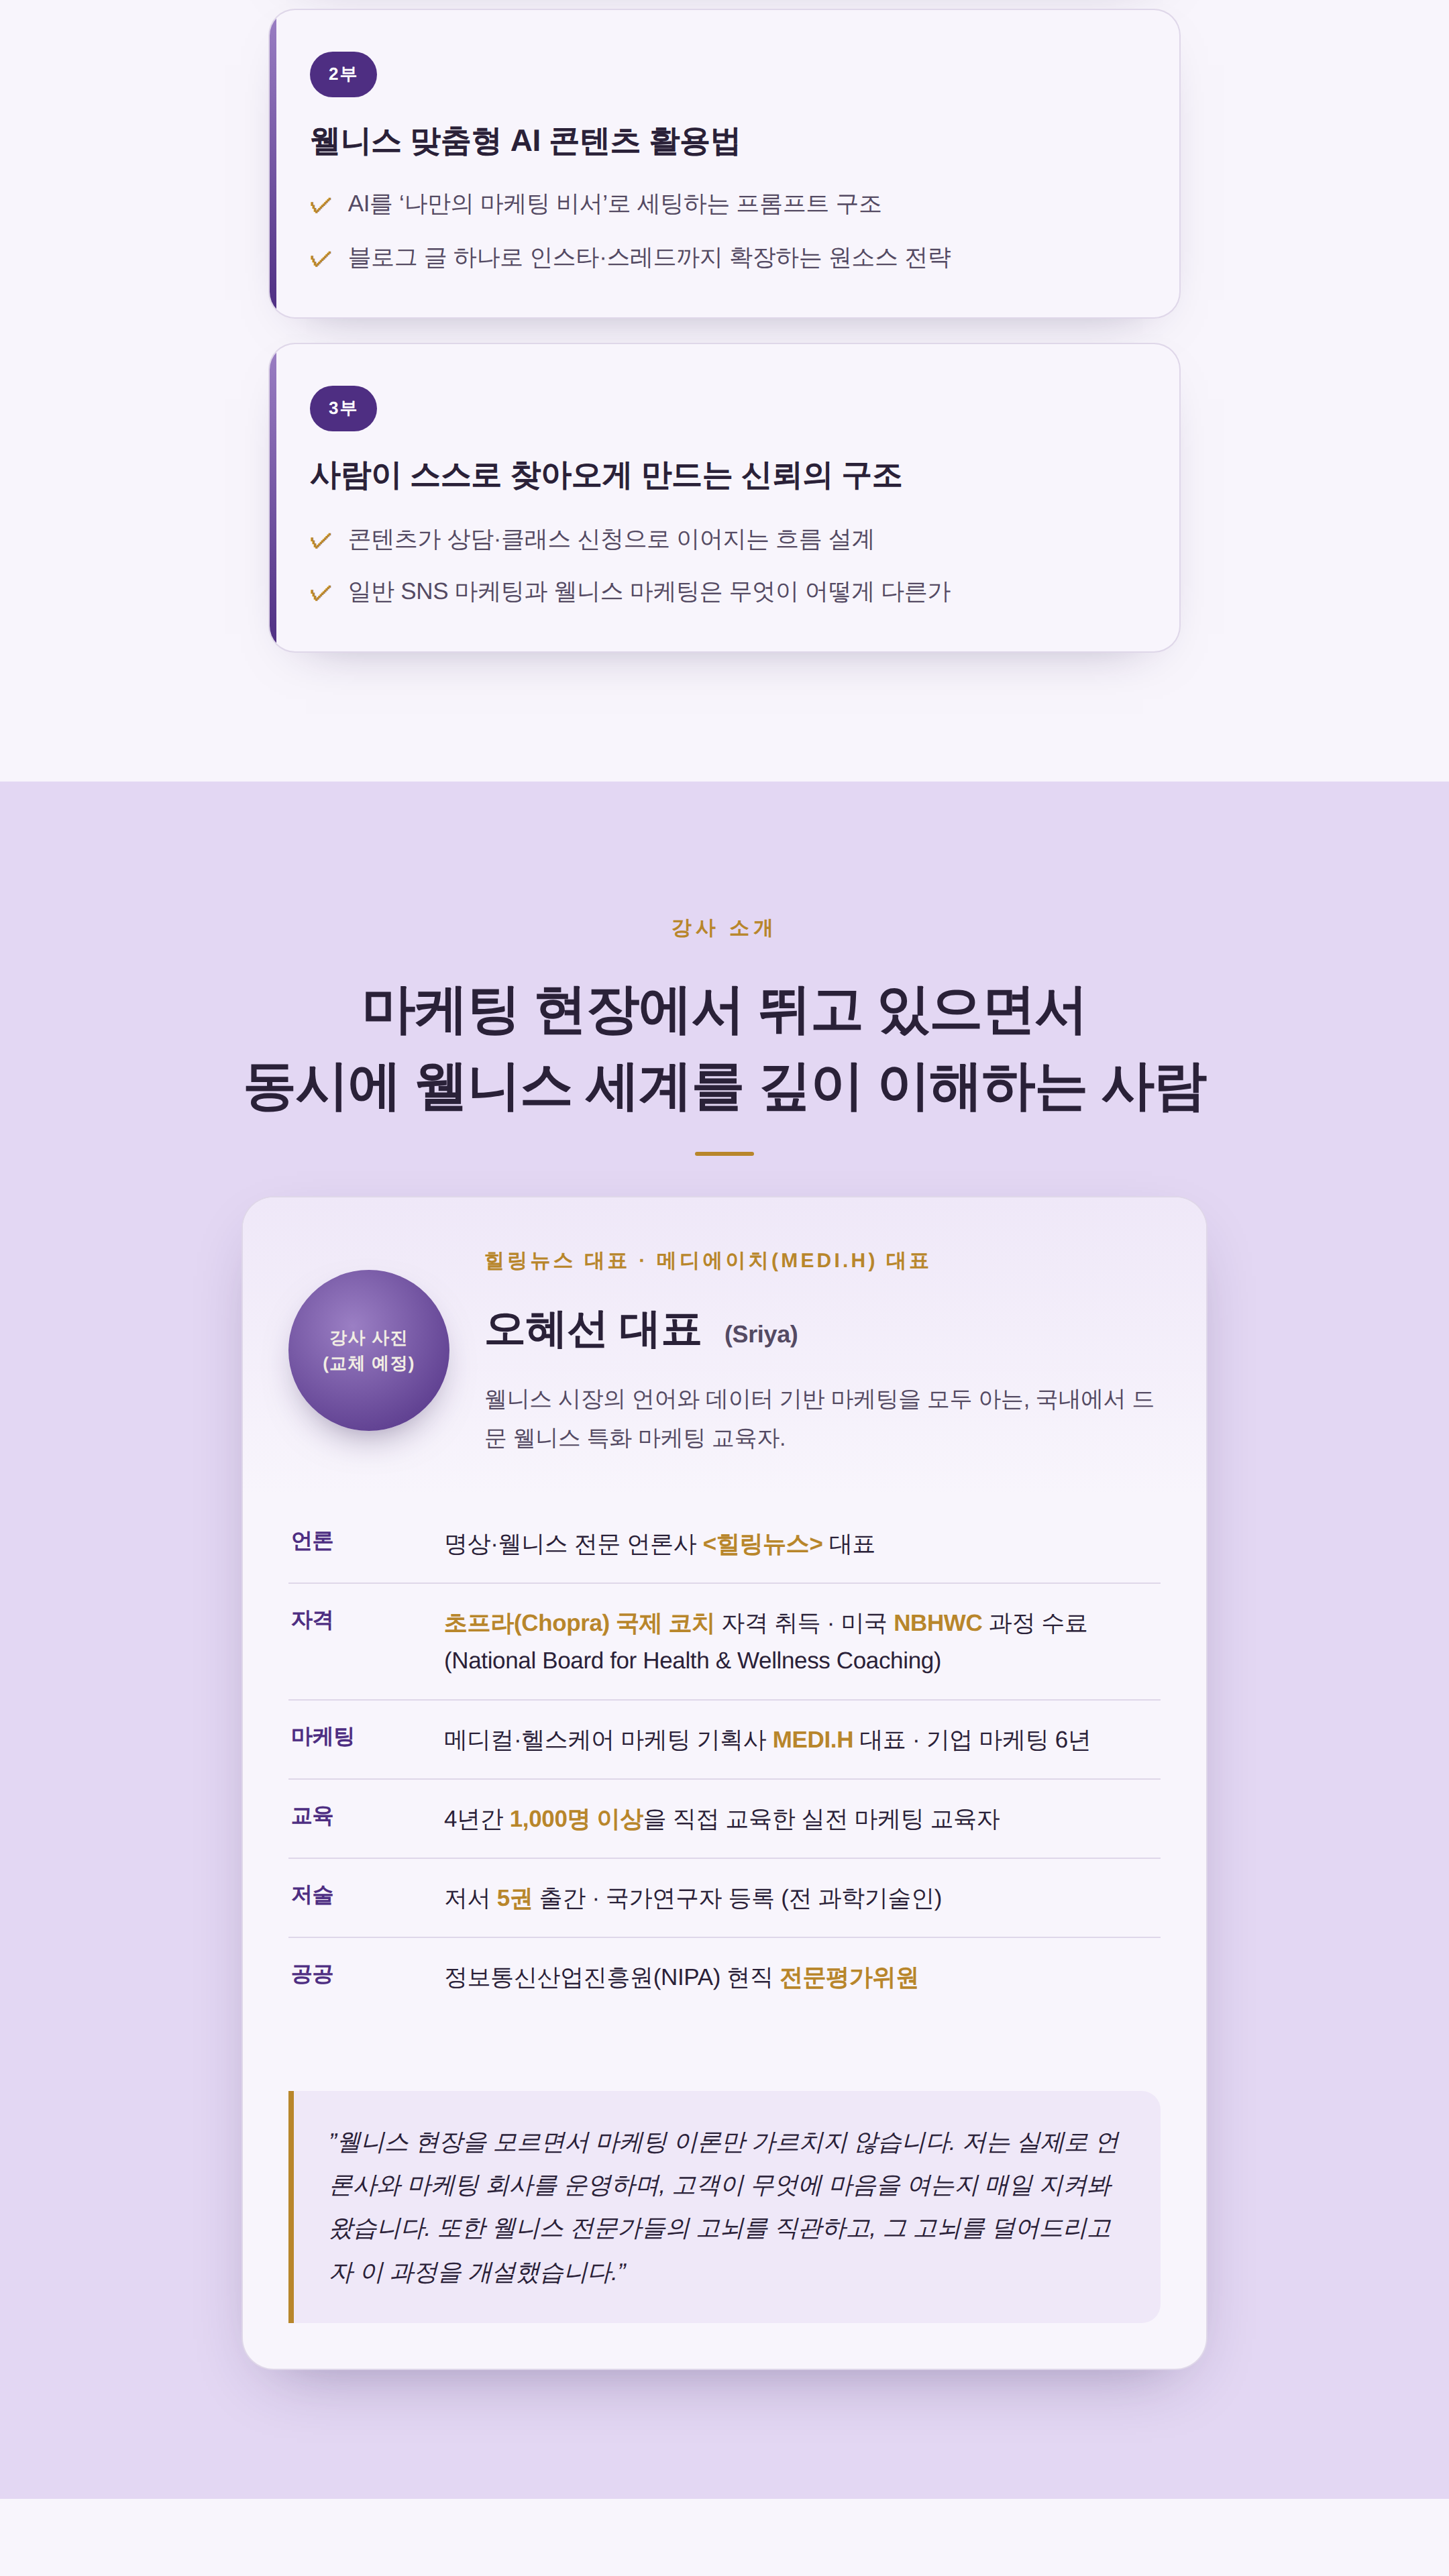 2부
웰니스 맞춤형 AI 콘텐츠 활용법
AI를 ‘나만의 마케팅 비서’로 세팅하는 프롬프트 구조
블로그 글 하나로 인스타·스레드까지 확장하는 원소스 전략
3부
사람이 스스로 찾아오게 만드는 신뢰의 구조
콘텐츠가 상담·클래스 신청으로 이어지는 흐름 설계
일반 SNS 마케팅과 웰니스 마케팅은 무엇이 어떻게 다른가
강사 소개
마케팅 현장에서 뛰고 있으면서
동시에 웰니스 세계를 깊이 이해하는 사람
강사 사진
(교체 예정)
힐링뉴스 대표 · 메디에이치(MEDI.H) 대표
오혜선 대표 (Sriya)
웰니스 시장의 언어와 데이터 기반 마케팅을 모두 아는, 국내에서 드
문 웰니스 특화 마케팅 교육자.
언론 명상·웰니스 전문 언론사 <힐링뉴스> 대표
자격 초프라(Chopra) 국제 코치 자격 취득 · 미국 NBHWC 과정 수료
(National Board for Health & Wellness Coaching)
마케팅 메디컬·헬스케어 마케팅 기획사 MEDI.H 대표 · 기업 마케팅 6년
교육 4년간 1,000명 이상을 직접 교육한 실전 마케팅 교육자
저술 저서 5권 출간 · 국가연구자 등록 (전 과학기술인)
공공 정보통신산업진흥원(NIPA) 현직 전문평가위원
”웰니스 현장을 모르면서 마케팅 이론만 가르치지 않습니다. 저는 실제로 언
론사와 마케팅 회사를 운영하며, 고객이 무엇에 마음을 여는지 매일 지켜봐
왔습니다. 또한 웰니스 전문가들의 고뇌를 직관하고, 그 고뇌를 덜어드리고
자 이 과정을 개설했습니다.”